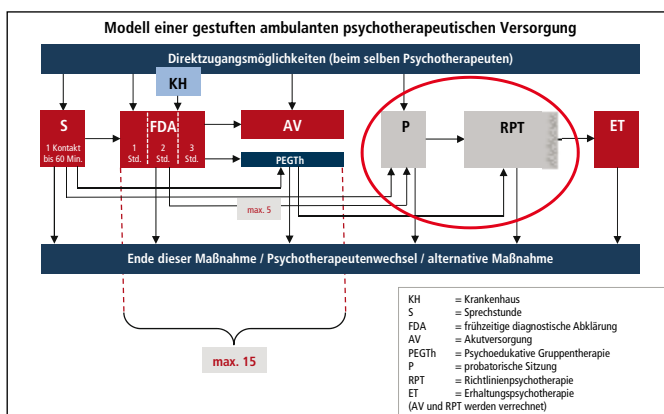 Modell einer gestuften ambulanten psychotherapeutischen Versorgung
Direktzugangsmöglichkeiten (beim selben Psychotherapeuten)
KH
S
1 Kontakt
bis 60 Min.
FDA
1
Std.
2
Std.
3
Std.
AV
PEGTh
P
RPT
ET
max. 5
Ende dieser Maßnahme / Psychotherapeutenwechsel / alternative Maßnahme
max. 15
KH = Krankenhaus
S = Sprechstunde
FDA = frühzeitige diagnostische Abklärung
AV = Akutversorgung
PEGTh = Psychoedukative Gruppentherapie
P = probatorische Sitzung
RPT = Richtlinienpsychotherapie
ET = Erhaltungspsychotherapie
(AV und RPT werden verrechnet)